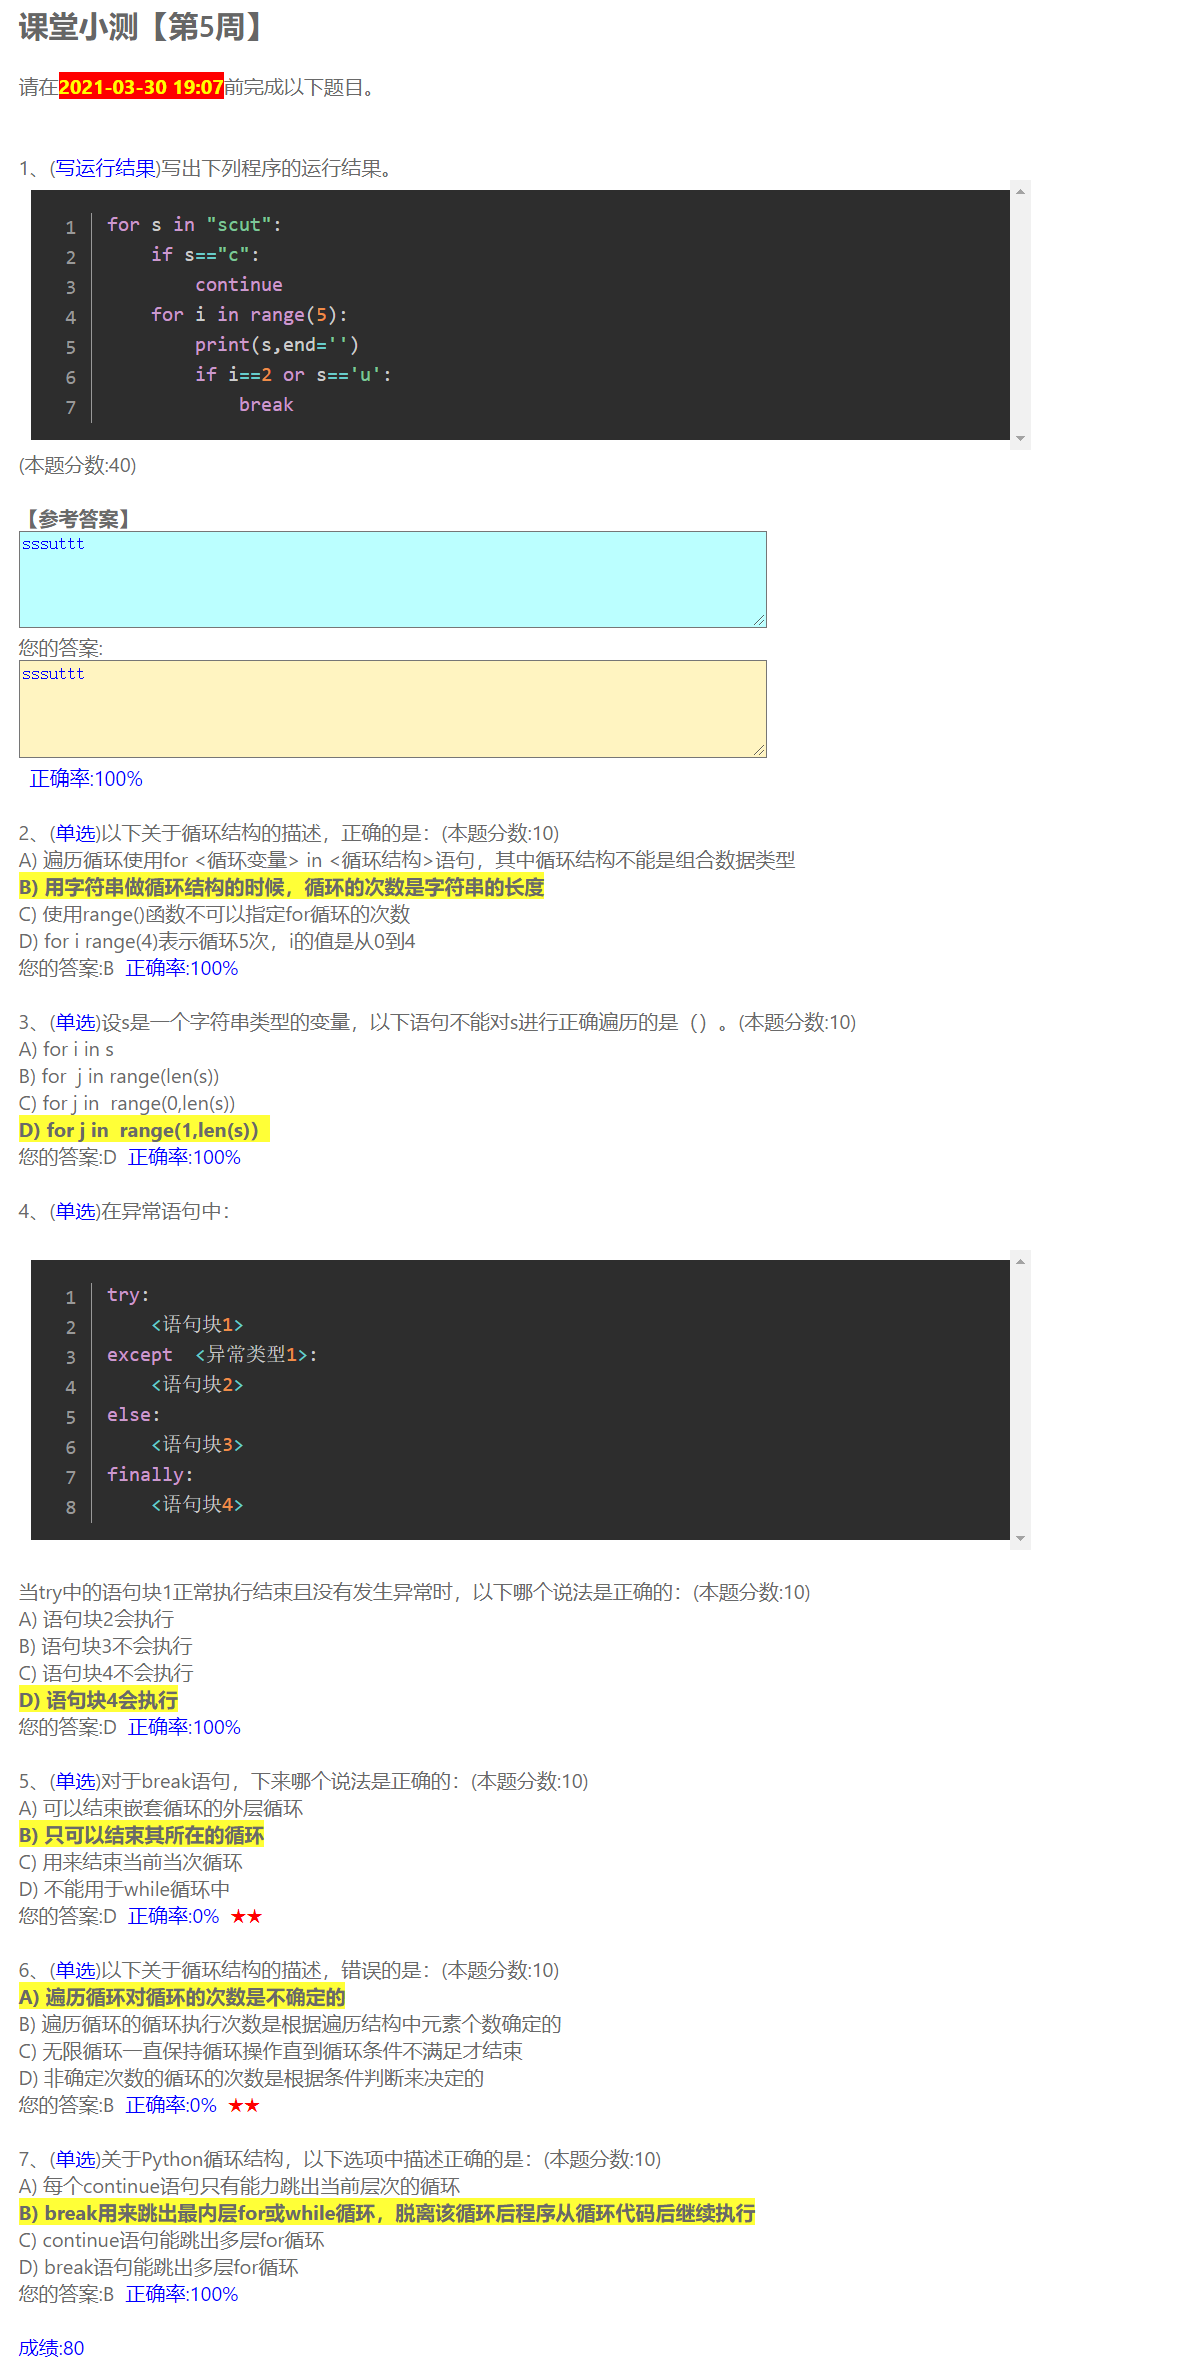 课堂小测【第5周】
请在2021-03-30 19:07前完成以下题目。
1、(写运行结果)写出下列程序的运行结果。
1 for s in "scut":
2     if s=="c":
3         continue
4     for i in range(5):
5         print(s,end='')
6         if i==2 or s=='u':
7             break
(本题分数:40)
【参考答案】
sssuttt
您的答案:
sssuttt
正确率:100%
2、(单选)以下关于循环结构的描述，正确的是：(本题分数:10)
A) 遍历循环使用for <循环变量> in <循环结构>语句，其中循环结构不能是组合数据类型
B) 用字符串做循环结构的时候，循环的次数是字符串的长度
C) 使用range()函数不可以指定for循环的次数
D) for i range(4)表示循环5次，i的值是从0到4
您的答案:B  正确率:100%
3、(单选)设s是一个字符串类型的变量，以下语句不能对s进行正确遍历的是（）。(本题分数:10)
A) for i in s
B) for  j in range(len(s))
C) for j in  range(0,len(s))
D) for j in  range(1,len(s))
您的答案:D  正确率:100%
4、(单选)在异常语句中：
1 try:
2     <语句块1>
3 except  <异常类型1>:
4     <语句块2>
5 else:
6     <语句块3>
7 finally:
8     <语句块4>
当try中的语句块1正常执行结束且没有发生异常时，以下哪个说法是正确的：(本题分数:10)
A) 语句块2会执行
B) 语句块3不会执行
C) 语句块4不会执行
D) 语句块4会执行
您的答案:D  正确率:100%
5、(单选)对于break语句，下来哪个说法是正确的：(本题分数:10)
A) 可以结束嵌套循环的外层循环
B) 只可以结束其所在的循环
C) 用来结束当前当次循环
D) 不能用于while循环中
您的答案:D  正确率:0%  ★★
6、(单选)以下关于循环结构的描述，错误的是：(本题分数:10)
A) 遍历循环对循环的次数是不确定的
B) 遍历循环的循环执行次数是根据遍历结构中元素个数确定的
C) 无限循环一直保持循环操作直到循环条件不满足才结束
D) 非确定次数的循环的次数是根据条件判断来决定的
您的答案:B  正确率:0%  ★★
7、(单选)关于Python循环结构，以下选项中描述正确的是：(本题分数:10)
A) 每个continue语句只有能力跳出当前层次的循环
B) break用来跳出最内层for或while循环，脱离该循环后程序从循环代码后继续执行
C) continue语句能跳出多层for循环
D) break语句能跳出多层for循环
您的答案:B  正确率:100%
成绩:80